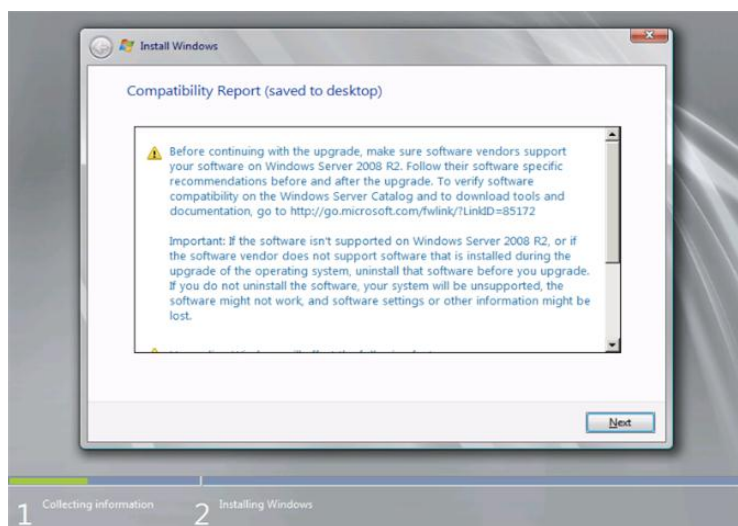 Install Windows
Compatibility Report (saved to desktop)
Before continuing with the upgrade, make sure software vendors support
your software on Windows Server 2008 R2. Follow their software specific
recommendations before and after the upgrade. To verify software
compatibility on the Windows Server Catalog and to download tools and
documentation, go to http://go.microsoft.com/fwlink/?LinkID=85172
Important: If the software isn't supported on Windows Server 2008 R2, or if
the software vendor does not support software that is installed during the
upgrade of the operating system, uninstall that software before you upgrade.
If you do not uninstall the software, your system will be unsupported, the
software might not work, and software settings or other information might be
lost.
Next
1 Collecting information
2 Installing Windows